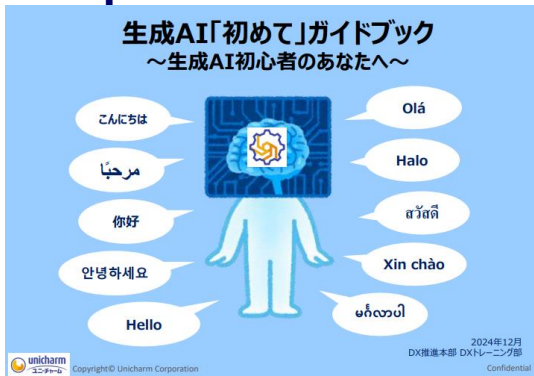 生成AI「初めて」ガイドブック
～生成AI初心者のあなたへ～
こんにちは
Olá
مرحبًا
Halo
你好
สวัสดี
안녕하세요
Xin chào
Hello
မင်္ဂလာပါ
2024年12月
DX推進本部 DXトレーニング部
unicharm
ユニ・チャーム
Copyright© Unicharm Corporation
Confidential